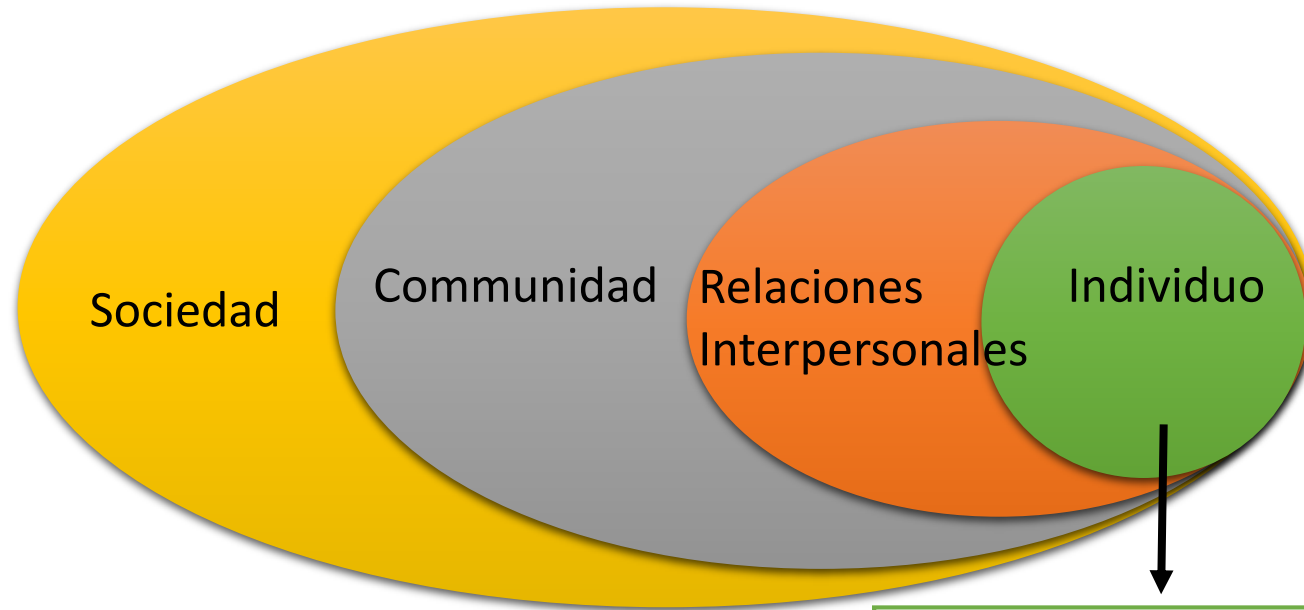 Sociedad
Communidad
Relaciones
Interpersonales
Individuo